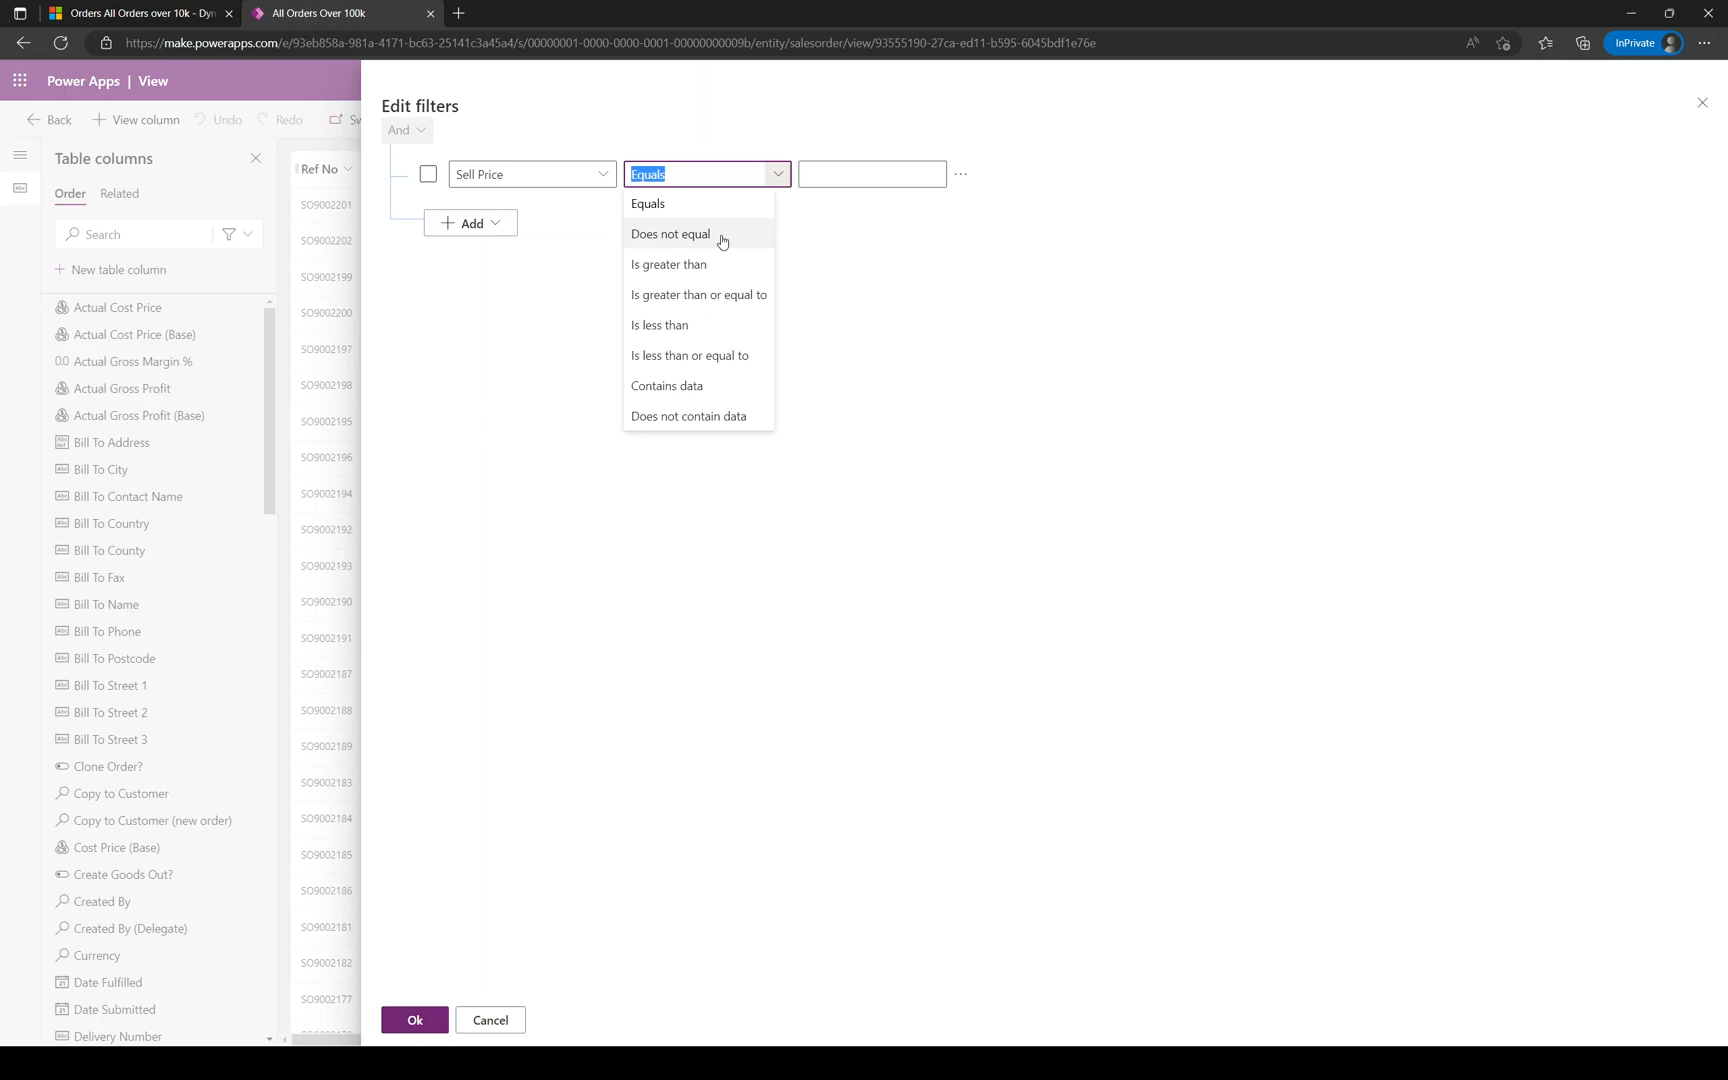 Orders All Orders over 10k - Dyn
All Orders Over 100k
https://make.powerapps.com/e/93eb858a-981a-4171-bc63-25141c3a45a4/s/00000001-0000-0000-0001-00000000009b/entity/salesorder/view/93555190-27ca-ed11-b595-6045bdf1e76e
InPrivate
Power Apps | View
Back
View column
Undo
Redo
Sw
Table columns
Order
Related
Search
New table column
Actual Cost Price
Actual Cost Price (Base)
Actual Gross Margin %
Actual Gross Profit
Actual Gross Profit (Base)
Bill To Address
Bill To City
Bill To Contact Name
Bill To Country
Bill To County
Bill To Fax
Bill To Name
Bill To Phone
Bill To Postcode
Bill To Street 1
Bill To Street 2
Bill To Street 3
Clone Order?
Copy to Customer
Copy to Customer (new order)
Cost Price (Base)
Create Goods Out?
Created By
Created By (Delegate)
Currency
Date Fulfilled
Date Submitted
Delivery Number
Ref No
SO9002201
SO9002202
SO9002199
SO9002200
SO9002197
SO9002198
SO9002195
SO9002196
SO9002194
SO9002192
SO9002193
SO9002190
SO9002191
SO9002187
SO9002188
SO9002189
SO9002183
SO9002184
SO9002185
SO9002186
SO9002181
SO9002182
SO9002177
Edit filters
And
Sell Price
Equals
Add
Equals
Does not equal
Is greater than
Is greater than or equal to
Is less than
Is less than or equal to
Contains data
Does not contain data
Ok
Cancel